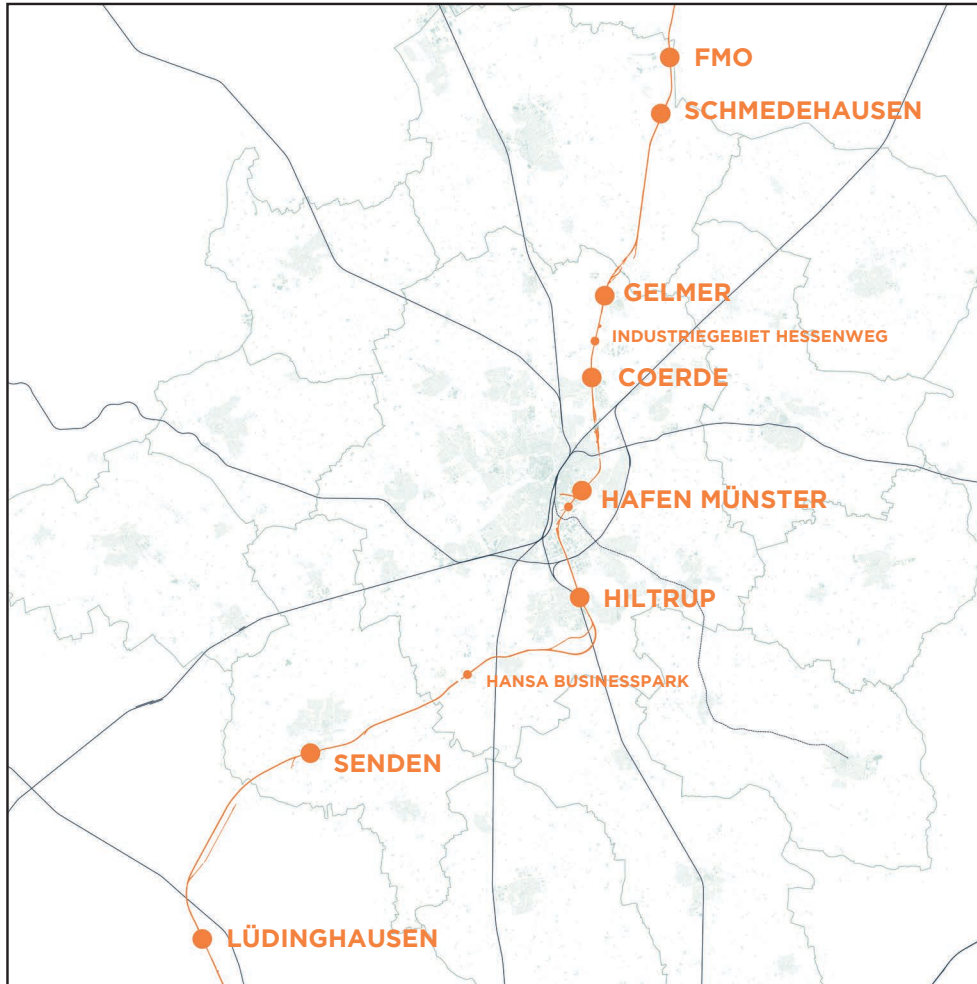 FMO
SCHMEDEHAUSEN
GELMER
INDUSTRIEGEBIET HESSENWEG
COERDE
HAFEN MÜNSTER
HILTRUP
HANSA BUSINESSPARK
SENDEN
LÜDINGHAUSEN